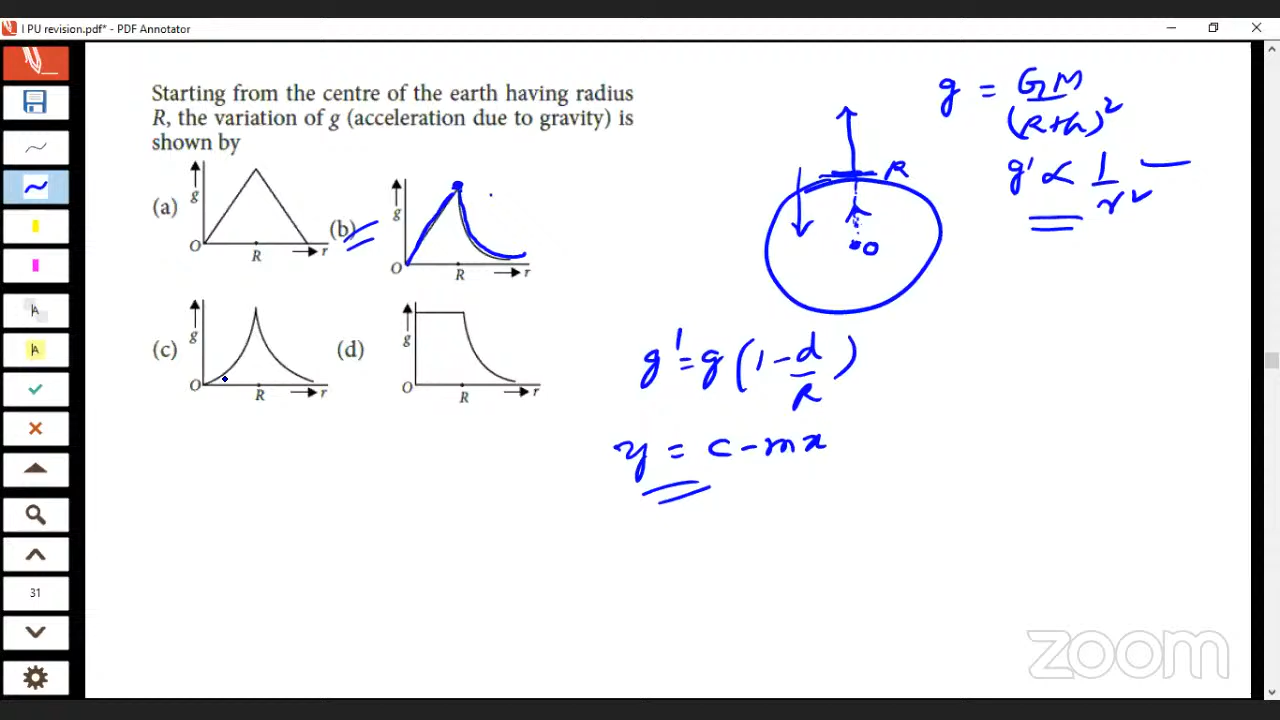 I PU revision.pdf* - PDF Annotator
Starting from the centre of the earth having radius
R, the variation of g (acceleration due to gravity) is
shown by
(a) g O R r
(b) g O R r
(c) g O R r
(d) g O R r
R
O
g = GM/(R+h)²
g' ∝ 1/r²
g' = g (1 - d/R)
y = c - mx
A
A
31
zoom